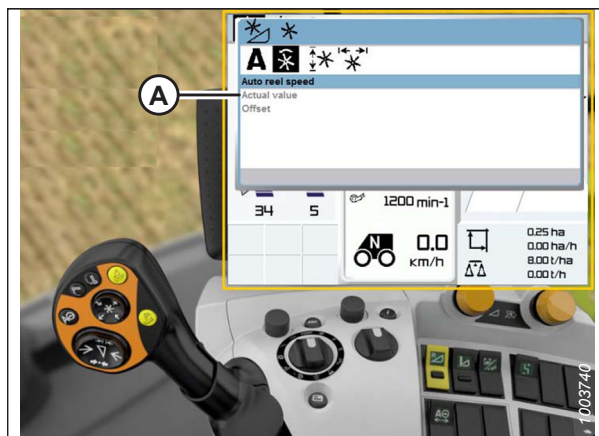 A
Auto reel speed
Actual value
Offset
A
1200 min-1
34
5
N
0.0
km/h
0.25 ha
0.00 ha/h
8.00 t/ha
0.00 t/h
1003740